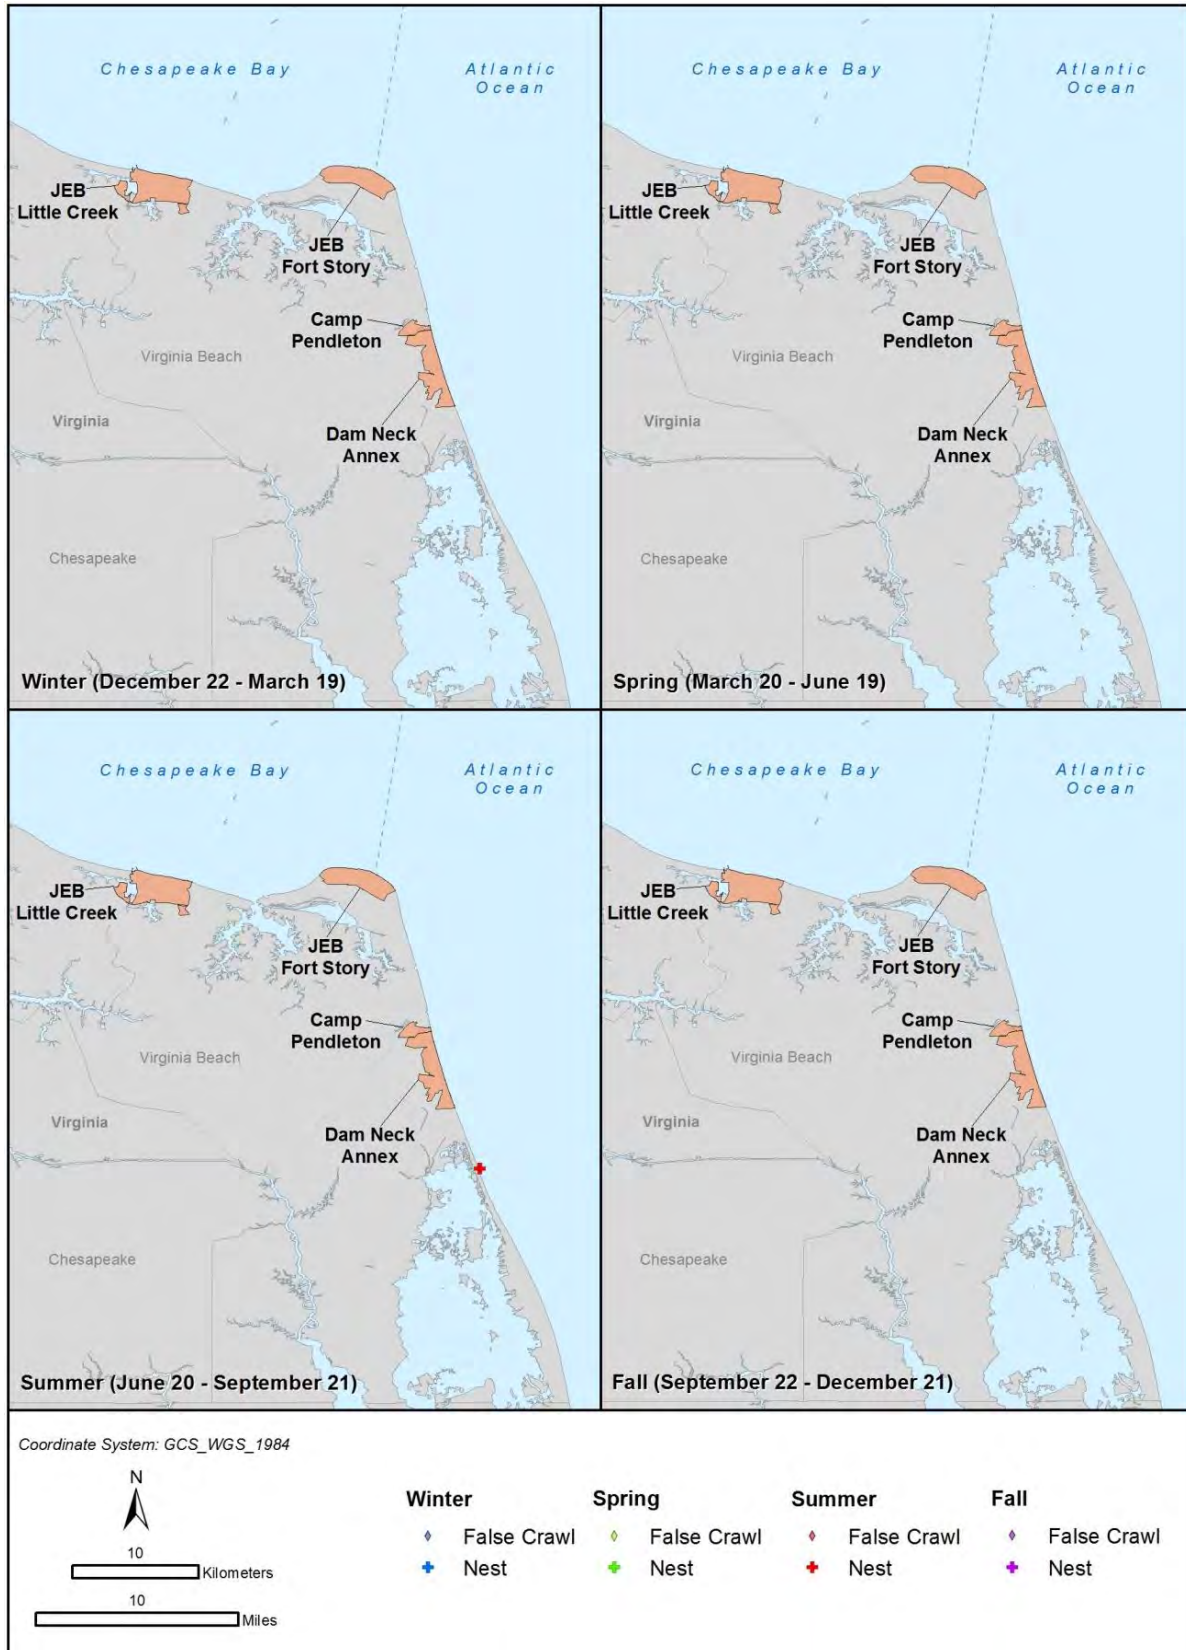 Chesapeake Bay
Atlantic
Ocean
JEB
Little Creek
JEB
Fort Story
Camp
Pendleton
Virginia Beach
Virginia
Dam Neck
Annex
Chesapeake
Winter (December 22 - March 19)
Chesapeake Bay
Atlantic
Ocean
JEB
Little Creek
JEB
Fort Story
Camp
Pendleton
Virginia Beach
Virginia
Dam Neck
Annex
Chesapeake
Spring (March 20 - June 19)
Chesapeake Bay
Atlantic
Ocean
JEB
Little Creek
JEB
Fort Story
Camp
Pendleton
Virginia Beach
Virginia
Dam Neck
Annex
Chesapeake
Summer (June 20 - September 21)
Chesapeake Bay
Atlantic
Ocean
JEB
Little Creek
JEB
Fort Story
Camp
Pendleton
Virginia Beach
Virginia
Dam Neck
Annex
Chesapeake
Fall (September 22 - December 21)
Coordinate System: GCS_WGS_1984
N
10
Kilometers
10
Miles
Winter
False Crawl
Nest
Spring
False Crawl
Nest
Summer
False Crawl
Nest
Fall
False Crawl
Nest